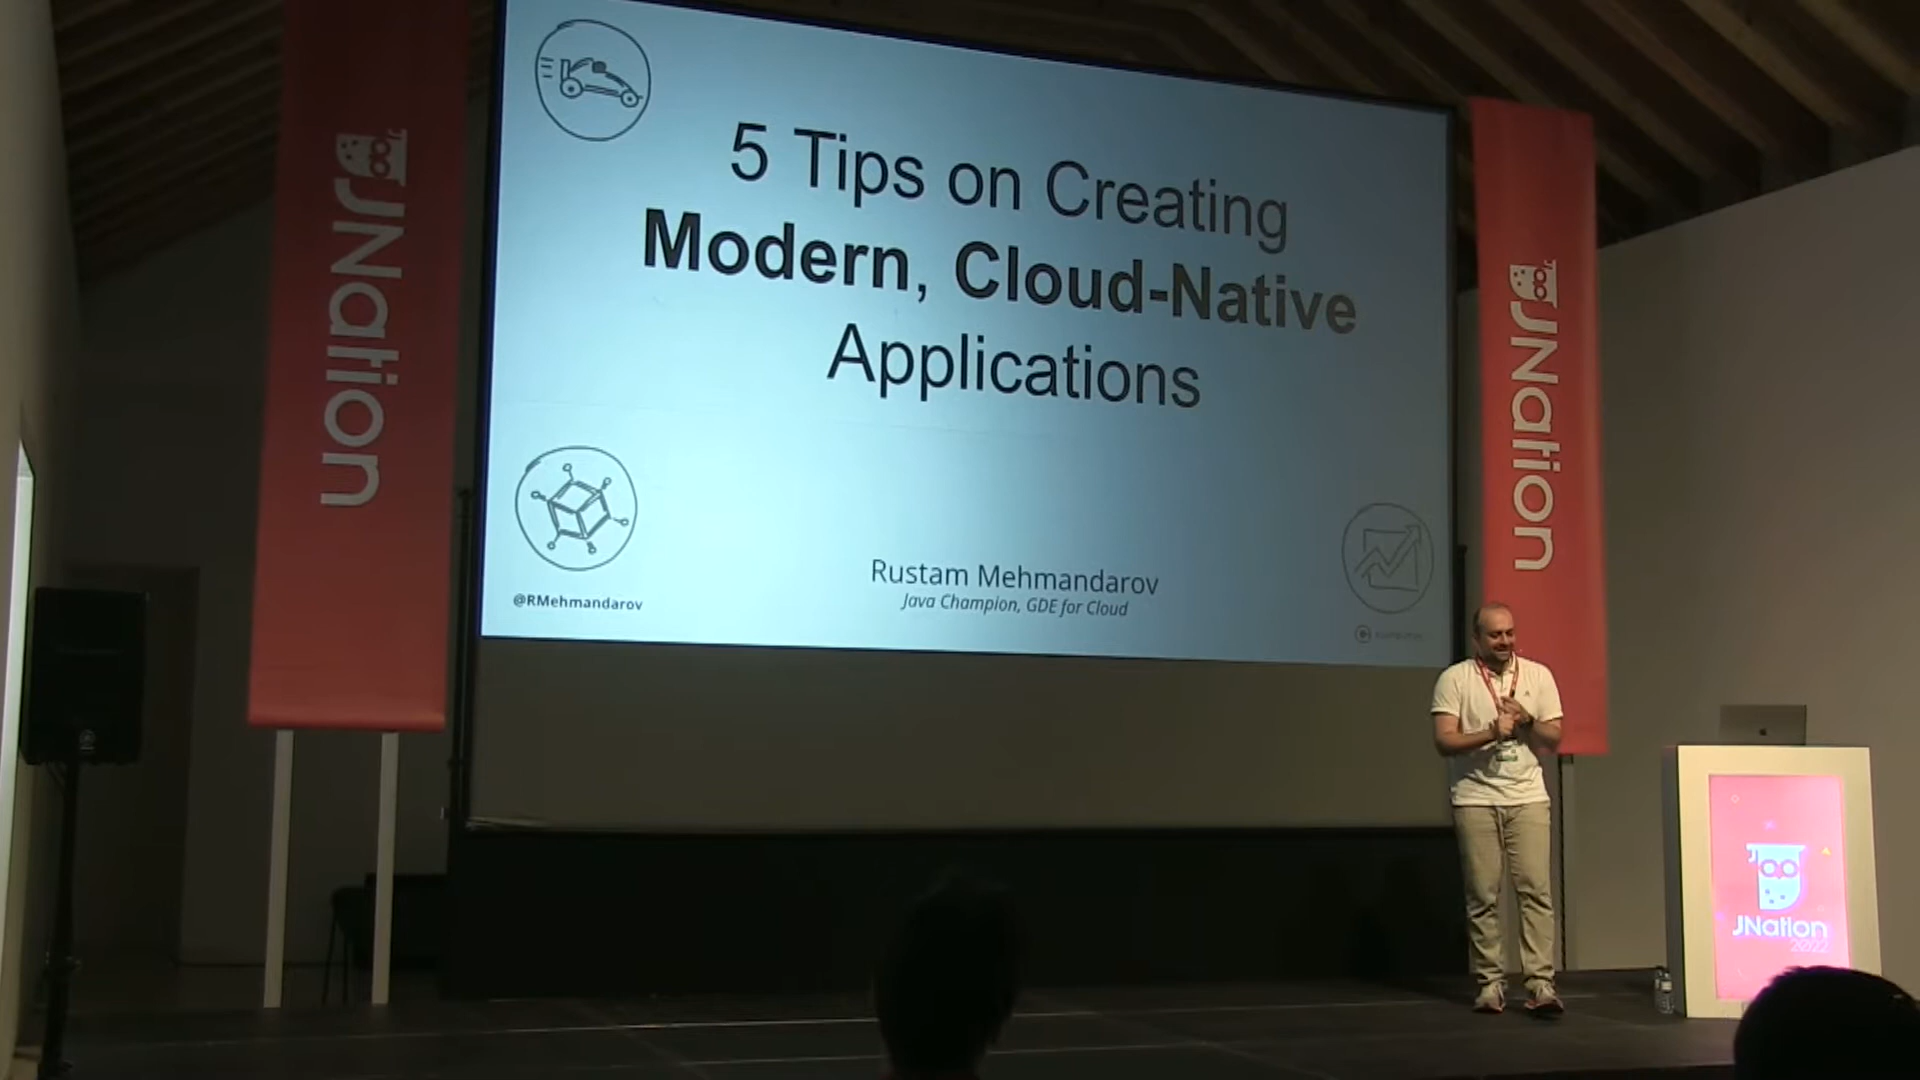 JNation
5 Tips on Creating
Modern, Cloud-Native
Applications
Rustam Mehmandarov
Java Champion, GDE for Cloud
@RMehmandarov
JNation
JNation
2022